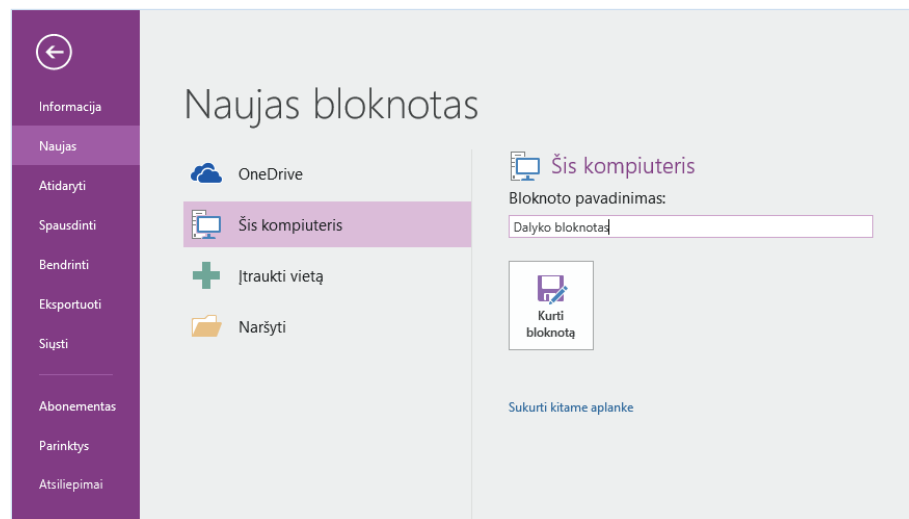 Informacija
Naujas
Atidaryti
Spausdinti
Bendrinti
Eksportuoti
Siųsti
Abonementas
Parinktys
Atsiliepimai
Naujas bloknotas
OneDrive
Šis kompiuteris
Įtraukti vietą
Naršyti
Šis kompiuteris
Bloknoto pavadinimas:
Dalyko bloknotas
Kurti
bloknotą
Sukurti kitame aplanke